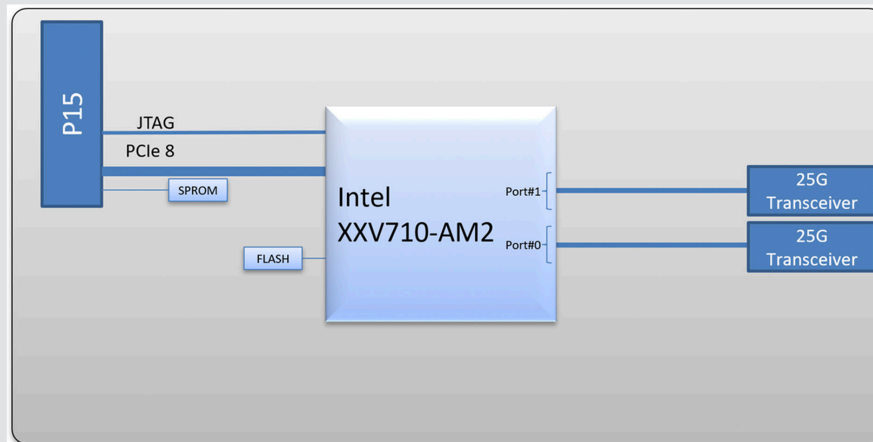 P15
JTAG
PCIe 8
SPROM
FLASH
Intel
XXV710-AM2
Port#1
Port#0
25G
Transceiver
25G
Transceiver